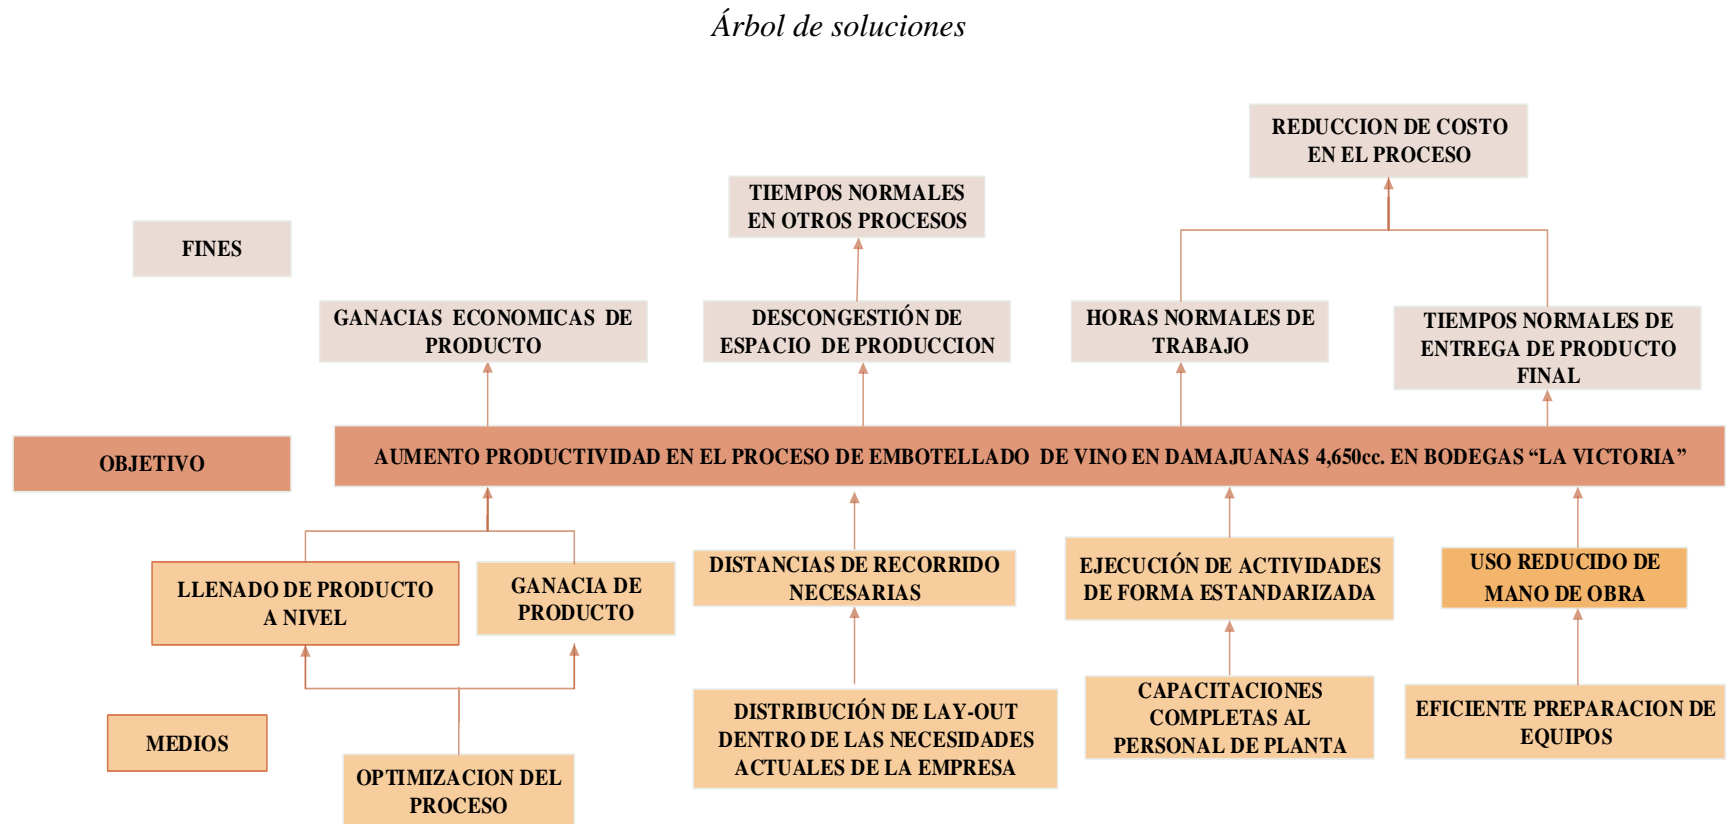 Árbol de soluciones
REDUCCION DE COSTO
EN EL PROCESO
TIEMPOS NORMALES
EN OTROS PROCESOS
FINES
GANACIAS ECONOMICAS DE
PRODUCTO
DESCONGESTIÓN DE
ESPACIO DE PRODUCCION
HORAS NORMALES DE
TRABAJO
TIEMPOS NORMALES DE
ENTREGA DE PRODUCTO
FINAL
OBJETIVO
AUMENTO PRODUCTIVIDAD EN EL PROCESO DE EMBOTELLADO DE VINO EN DAMAJUANAS 4,650cc. EN BODEGAS “LA VICTORIA”
LLENADO DE PRODUCTO
A NIVEL
GANACIA DE
PRODUCTO
DISTANCIAS DE RECORRIDO
NECESARIAS
EJECUCIÓN DE ACTIVIDADES
DE FORMA ESTANDARIZADA
USO REDUCIDO DE
MANO DE OBRA
MEDIOS
OPTIMIZACION DEL
PROCESO
DISTRIBUCIÓN DE LAY-OUT
DENTRO DE LAS NECESIDADES
ACTUALES DE LA EMPRESA
CAPACITACIONES
COMPLETAS AL
PERSONAL DE PLANTA
EFICIENTE PREPARACION DE
EQUIPOS